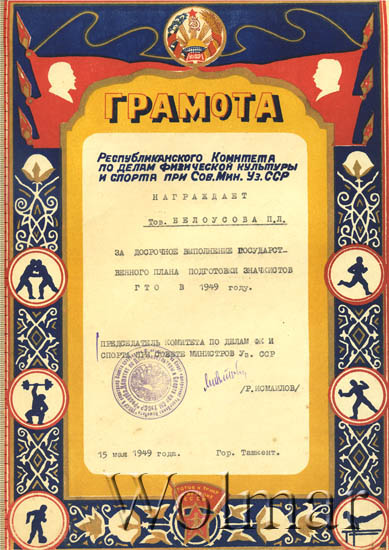 ГРАМОТА
Республиканского Комитета
по делам физической культуры
и спорта при Сов. Мин. Уз. ССР
НАГРАЖДАЕТ
Тов. БЕЛОУСОВА П,Л,
ЗА ДОСРОЧНОЕ ВЫПОЛНЕНИЕ ГОСУДАРСТ-
ВЕННОГО ПЛАНА ПОДГОТОВКИ ЗНАЧКИСТОВ
ГТО В 1949 году.
ПРЕДСЕДАТЕЛЬ КОМИТЕТА ПО ДЕЛАМ ФК И
СПОРТА ПРИ СОВЕТЕ МИНИСТРОВ Уз. ССР
/Р.ИСМАИЛОВ/
15 мая 1949 года. Гор. Ташкент.
ГОТОВ К ТРУДУ
Wolmar